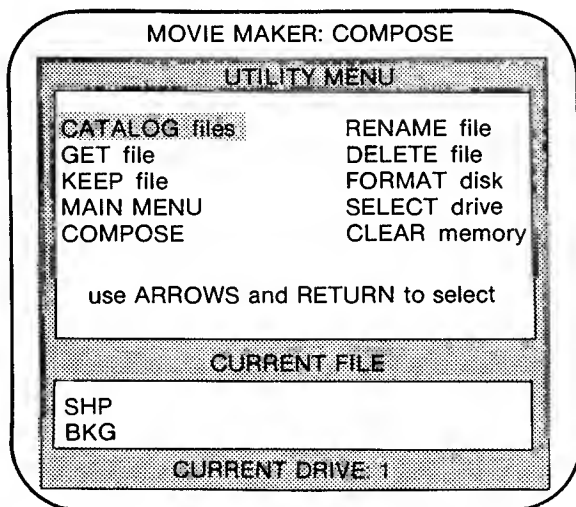 MOVIE MAKER: COMPOSE
UTILITY MENU
CATALOG files
GET file
KEEP file
MAIN MENU
COMPOSE
RENAME file
DELETE file
FORMAT disk
SELECT drive
CLEAR memory
use ARROWS and RETURN to select
CURRENT FILE
SHP
BKG
CURRENT DRIVE: 1